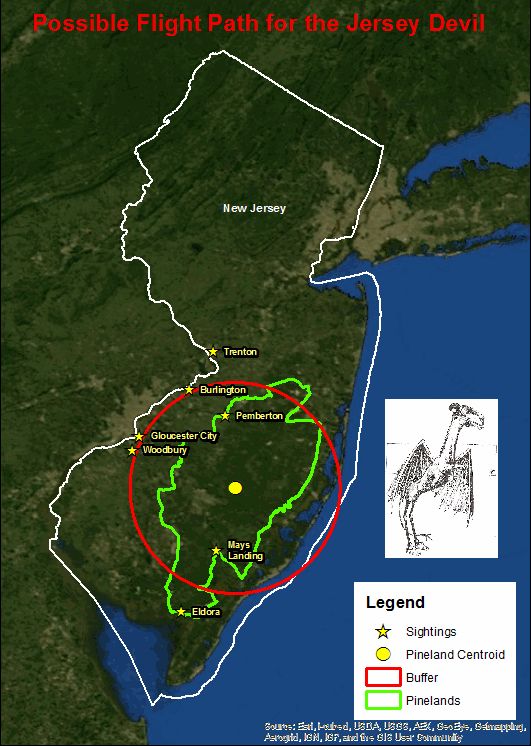 Possible Flight Path for the Jersey Devil
New Jersey
Trenton
Burlington
Pemberton
Gloucester City
Woodbury
Mays
Landing
Eldora
Legend
Sightings
Pineland Centroid
Buffer
Pinelands
Source: Esri, USDA, USGS, AEX, GeoEye, Getmapping,
Aerogrid, IGN, IGP, and the GIS User Community